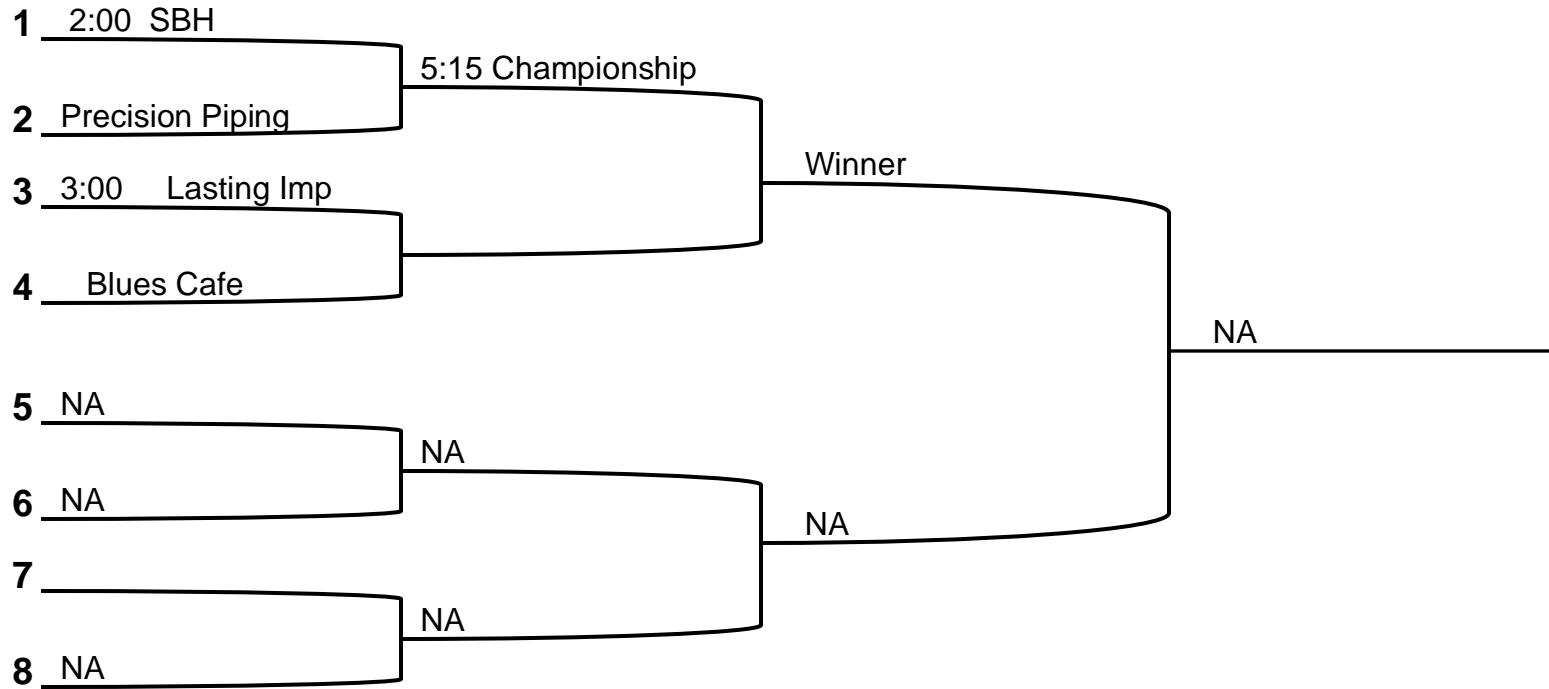 1 2:00 SBH
5:15 Championship
2 Precision Piping
Winner
3 3:00 Lasting Imp
4 Blues Cafe
NA
5 NA
NA
6 NA
NA
7
NA
8 NA